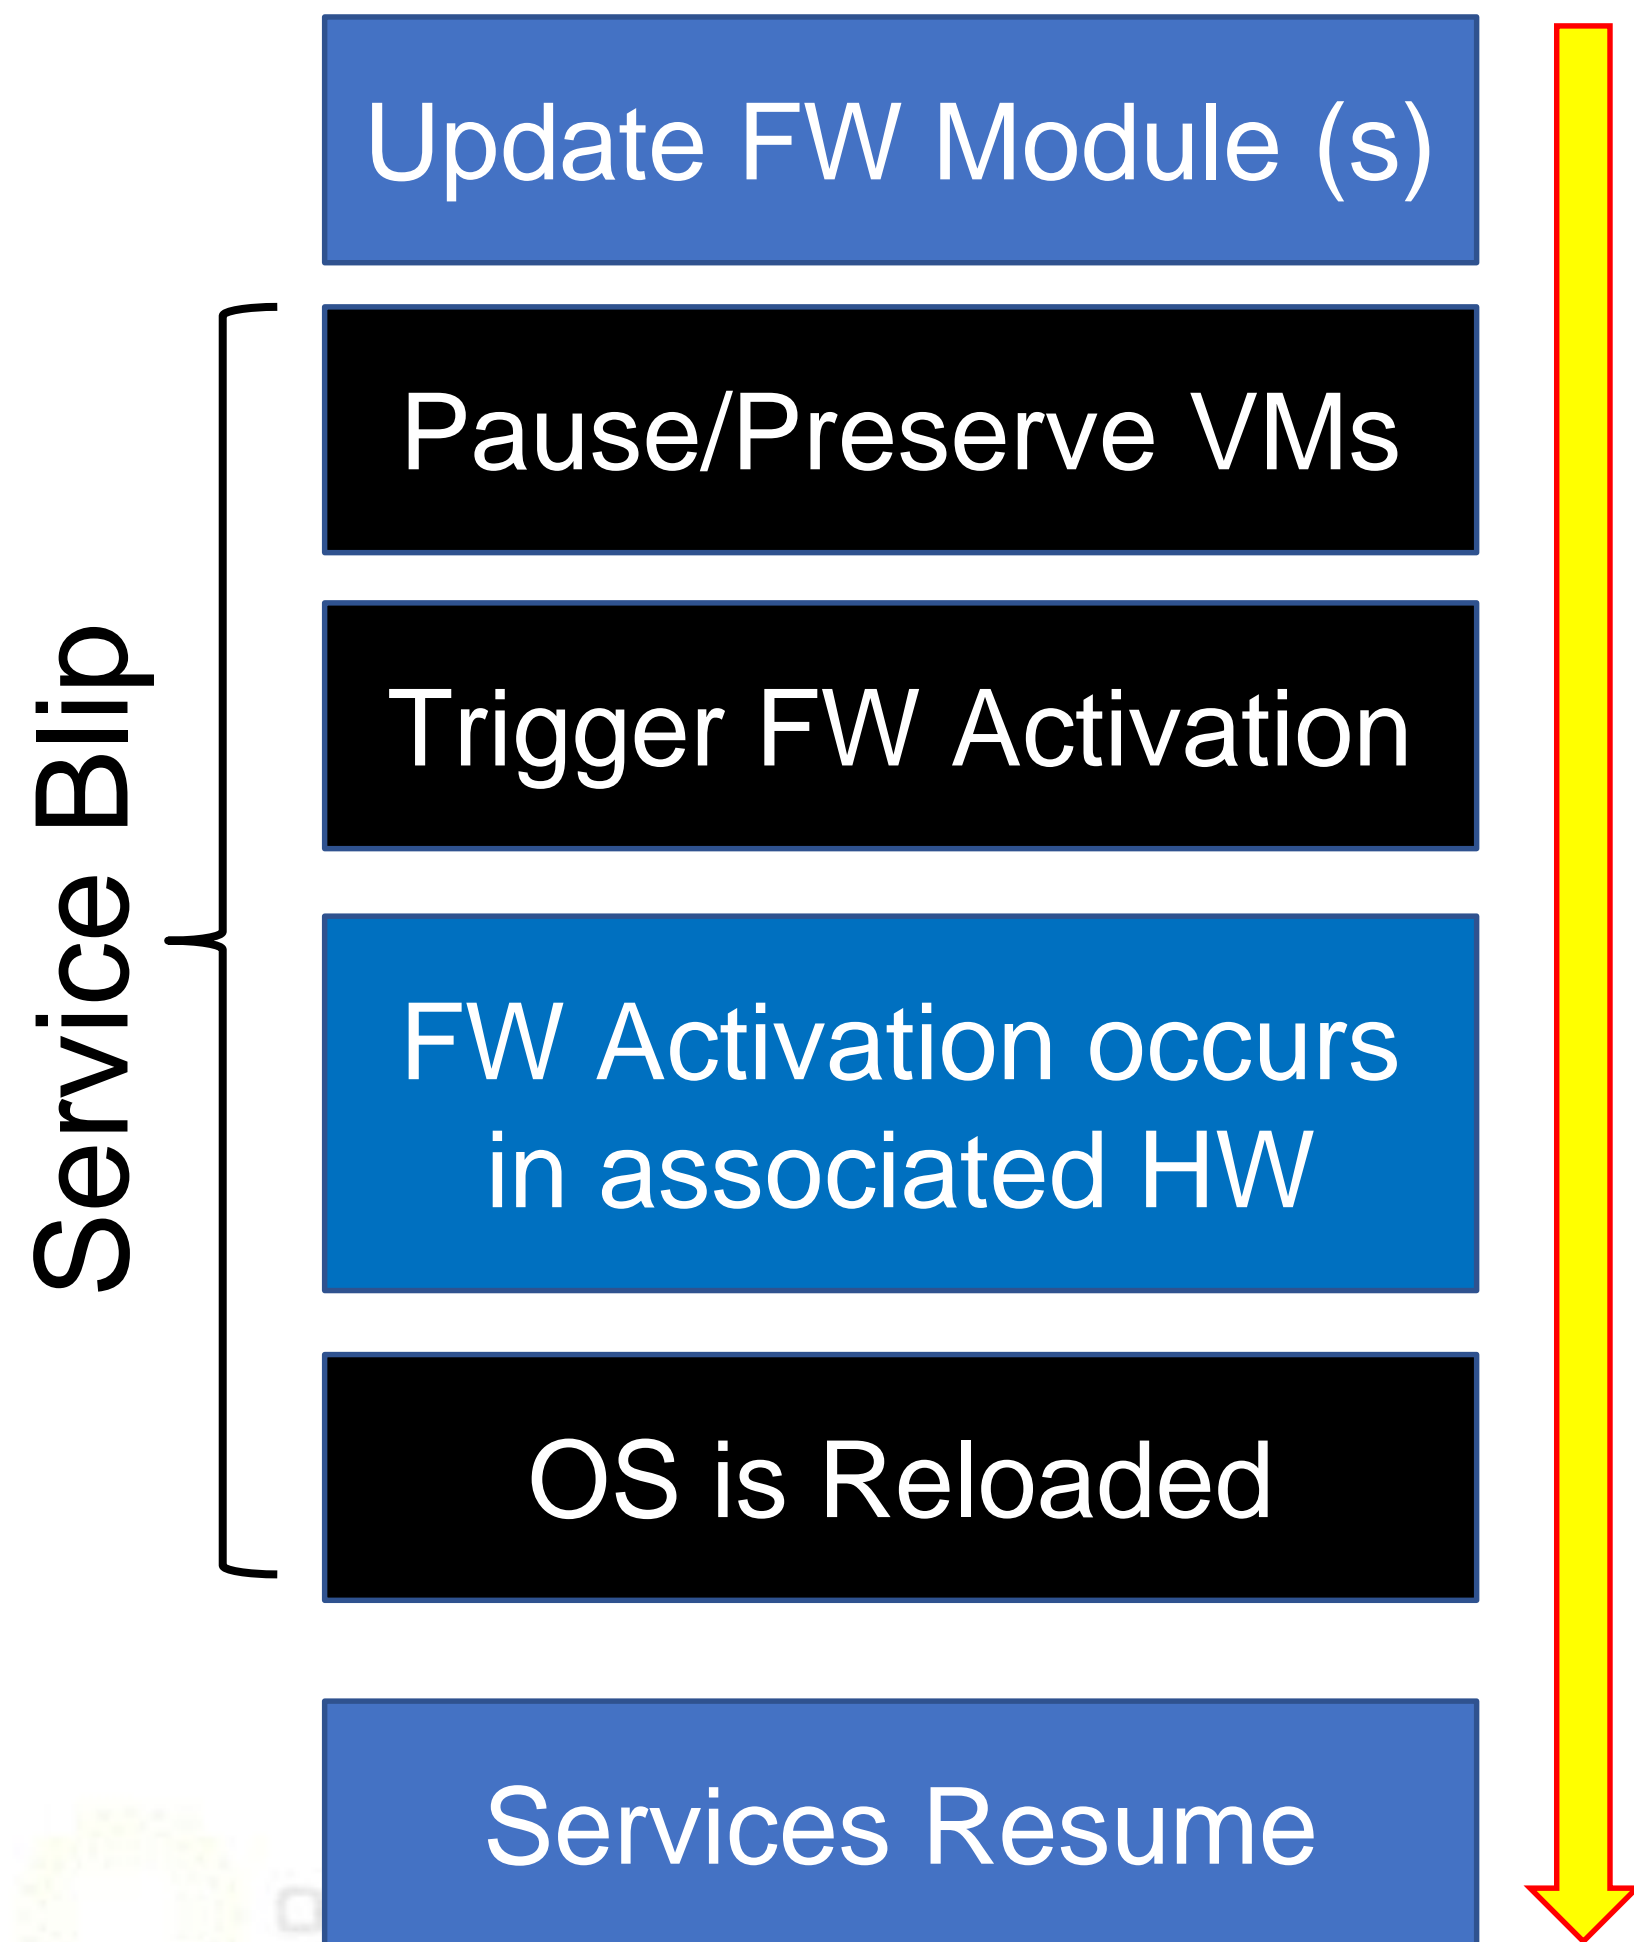 Update FW Module (s)
Pause/Preserve VMs
Trigger FW Activation
Service Blip
FW Activation occurs
in associated HW
OS is Reloaded
Services Resume